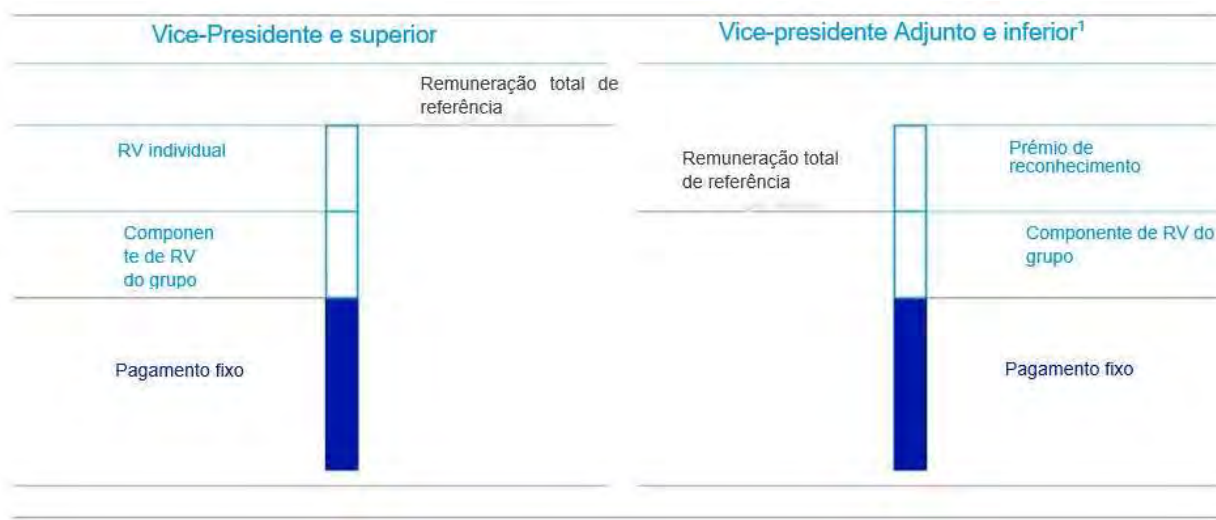 Vice-Presidente e superior
Remuneração total de
referência
RV individual
Componen
te de RV
do grupo
Pagamento fixo
Vice-presidente Adjunto e inferior¹
Remuneração total
de referência
Prémio de
reconhecimento
Componente de RV do
grupo
Pagamento fixo